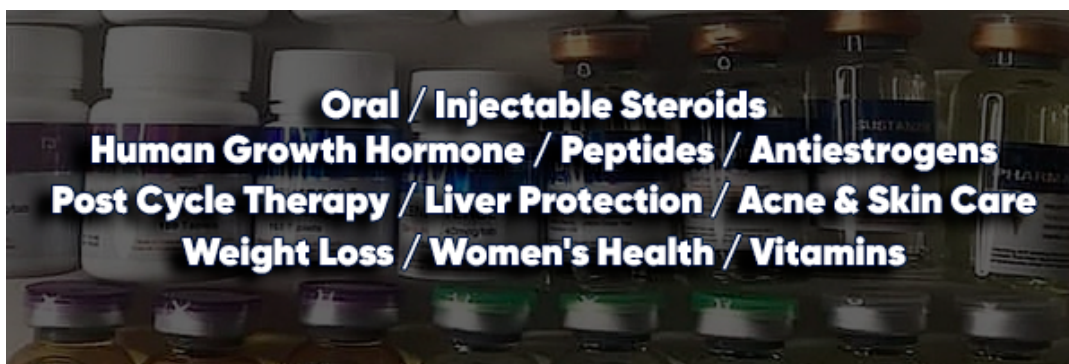 Oral / Injectable Steroids
Human Growth Hormone / Peptides / Antiestrogens
Post Cycle Therapy / Liver Protection / Acne & Skin Care
Weight Loss / Women's Health / Vitamins